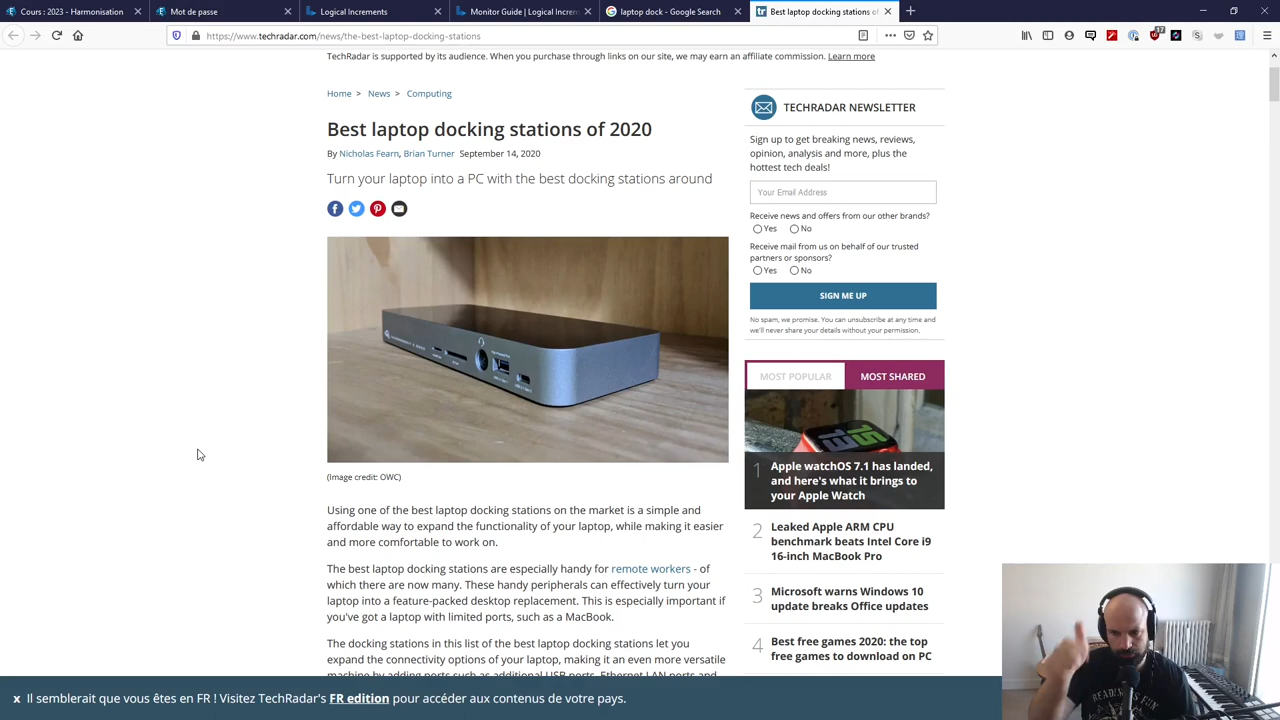 Cours : 2023 - Harmonisation
Mot de passe
Logical Increments
Monitor Guide | Logical Incremen
laptop dock - Google Search
Best laptop docking stations of
https://www.techradar.com/news/the-best-laptop-docking-stations
TechRadar is supported by its audience. When you purchase through links on our site, we may earn an affiliate commission. Learn more
Home > News > Computing
Best laptop docking stations of 2020
By Nicholas Fearn, Brian Turner September 14, 2020
Turn your laptop into a PC with the best docking stations around
(Image credit: OWC)
Using one of the best laptop docking stations on the market is a simple and
affordable way to expand the functionality of your laptop, while making it easier
and more comfortable to work on.
The best laptop docking stations are especially handy for remote workers - of
which there are now many. These handy peripherals can effectively turn your
laptop into a feature-packed desktop replacement. This is especially important if
you've got a laptop with limited ports, such as a MacBook.
The docking stations in this list of the best laptop docking stations let you
expand the connectivity options of your laptop, making it an even more versatile
machine by adding ports such as additional USB ports, Ethernet LAN ports and
TECHRADAR NEWSLETTER
Sign up to get breaking news, reviews,
opinion, analysis and more, plus the
hottest tech deals!
Your Email Address
Receive news and offers from our other brands?
Yes No
Receive mail from us on behalf of our trusted
partners or sponsors?
Yes No
SIGN ME UP
No spam, we promise. You can unsubscribe at any time and
we'll never share your details without your permission.
MOST POPULAR MOST SHARED
1 Apple watchOS 7.1 has landed,
and here's what it brings to
your Apple Watch
2 Leaked Apple ARM CPU
benchmark beats Intel Core i9
16-inch MacBook Pro
3 Microsoft warns Windows 10
update breaks Office updates
4 Best free games 2020: the top
free games to download on PC
x Il semblerait que vous êtes en FR ! Visitez TechRadar's FR edition pour accéder aux contenus de votre pays.